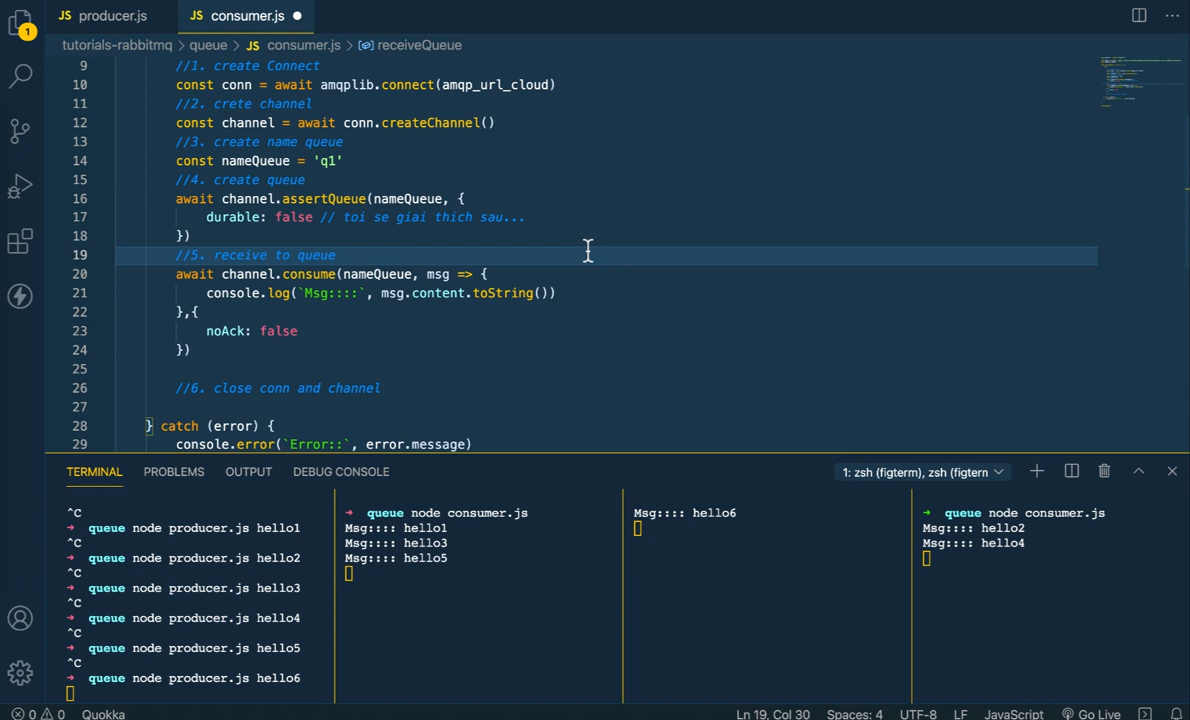 1
JS producer.js
JS consumer.js
tutorials-rabbitmq > queue > JS consumer.js > receiveQueue
9 //1. create Connect
10 const conn = await amqplib.connect(amqp_url_cloud)
11 //2. crete channel
12 const channel = await conn.createChannel()
13 //3. create name queue
14 const nameQueue = 'q1'
15 //4. create queue
16 await channel.assertQueue(nameQueue, {
17 durable: false // toi se giai thich sau...
18 })
19 //5. receive to queue
20 await channel.consume(nameQueue, msg => {
21 console.log(`Msg::::`, msg.content.toString())
22 },{
23 noAck: false
24 })
25
26 //6. close conn and channel
27
28 } catch (error) {
29 console.error(`Error::`, error.message)
TERMINAL PROBLEMS OUTPUT DEBUG CONSOLE
1: zsh (figterm), zsh (figtern
^C
→ queue node producer.js hello1
^C
→ queue node producer.js hello2
^C
→ queue node producer.js hello3
^C
→ queue node producer.js hello4
^C
→ queue node producer.js hello5
^C
→ queue node producer.js hello6
→ queue node consumer.js
Msg:::: hello1
Msg:::: hello3
Msg:::: hello5
Msg:::: hello6
→ queue node consumer.js
Msg:::: hello2
Msg:::: hello4
0 0 Quokka
Ln 19, Col 30 Spaces: 4 UTF-8 LF JavaScript Go Live